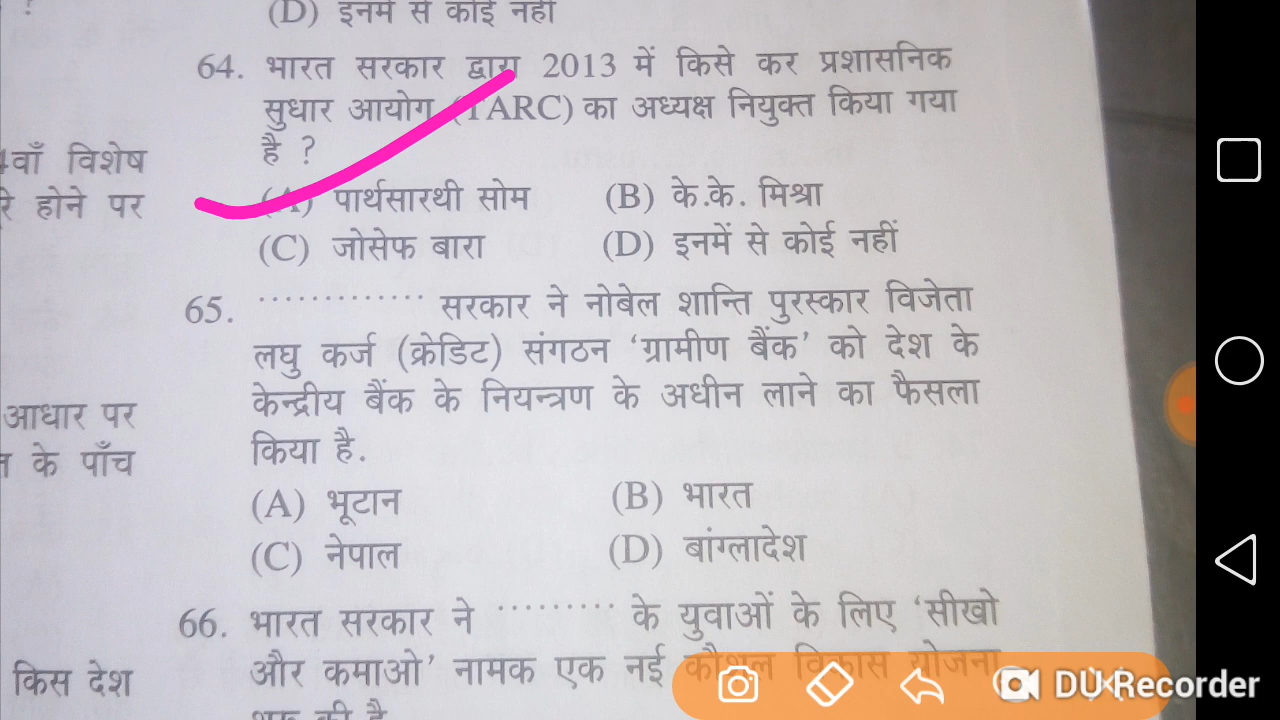 (D) इनमें से कोई नहीं
64. भारत सरकार द्वारा 2013 में किसे कर प्रशासनिक
सुधार आयोग (TARC) का अध्यक्ष नियुक्त किया गया
है ?
(A) पार्थसारथी सोम (B) के.के. मिश्रा
(C) जोसेफ बारा (D) इनमें से कोई नहीं
65. ............. सरकार ने नोबेल शान्ति पुरस्कार विजेता
लघु कर्ज (क्रेडिट) संगठन ‘ग्रामीण बैंक’ को देश के
केन्द्रीय बैंक के नियन्त्रण के अधीन लाने का फैसला
किया है.
(A) भूटान (B) भारत
(C) नेपाल (D) बांग्लादेश
66. भारत सरकार ने ......... के युवाओं के लिए ‘सीखो
और कमाओ’ नामक एक नई कौशल विकास योजना
वाँ विशेष
होने पर
आधार पर
के पाँच
किस देश
DU Recorder